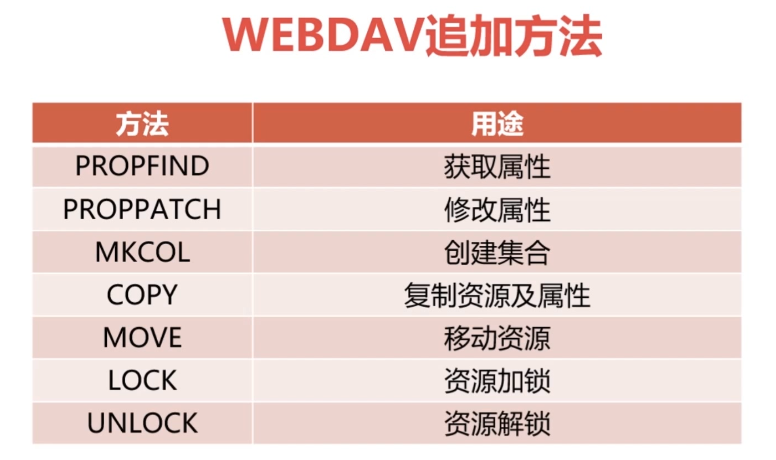 WEBDAV追加方法
方法 用途
PROPFIND 获取属性
PROPPATCH 修改属性
MKCOL 创建集合
COPY 复制资源及属性
MOVE 移动资源
LOCK 资源加锁
UNLOCK 资源解锁